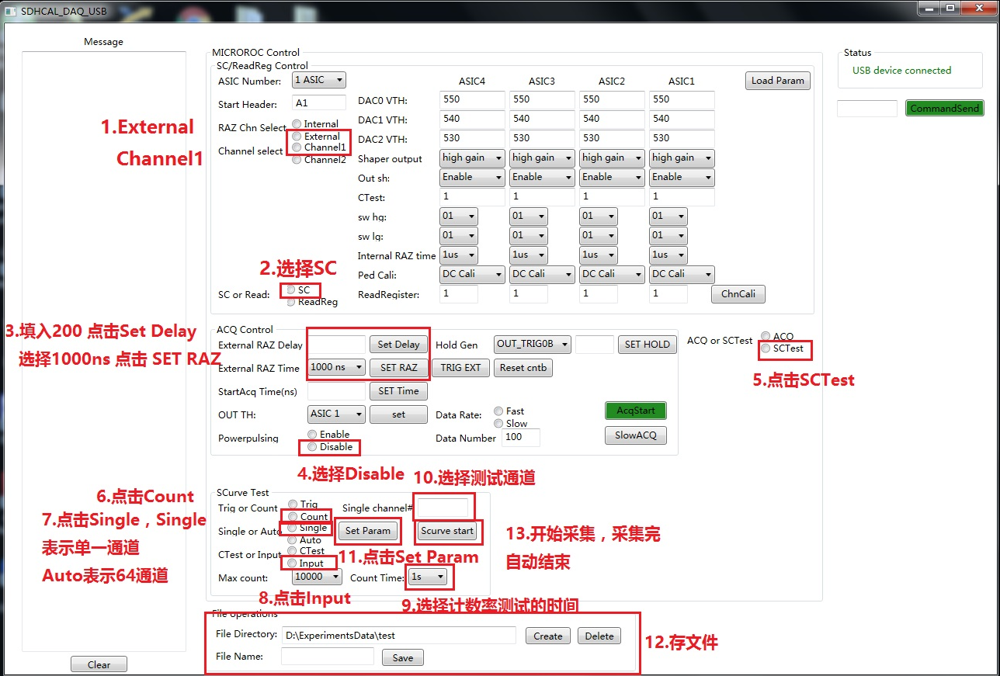 SDHCAL_DAQ_USB
Message
MICROROC Control
Status
SC/ReadReg Control
USB device connected
ASIC Number: 1 ASIC ASIC4 ASIC3 ASIC2 ASIC1 Load Param
Start Header: A1 DAC0 VTH: 550 550 550 550
CommandSend
1.External
Channel1
RAZ Chn Select Internal
External
DAC1 VTH: 540 540 540 540
Channel select Channel1
Channel2
DAC2 VTH: 530 530 530 530
Shaper output high gain high gain high gain high gain
Out sh: Enable Enable Enable Enable
CTest: 1 1 1 1
sw hg: 01 01 01 01
sw lg: 01 01 01 01
Internal RAZ time 1us 1us 1us 1us
2.选择SC
Ped Cali: DC Cali DC Cali DC Cali DC Cali
SC or Read: SC
ReadReg
ReadRegister: 1 1 1 1 ChnCali
3.填入200 点击Set Delay
选择1000ns 点击 SET RAZ
ACQ Control
External RAZ Delay Set Delay Hold Gen OUT_TRIG0B SET HOLD
ACQ or SCTest ACQ
SCTest
External RAZ Time 1000 ns SET RAZ TRIG EXT Reset cntb
5.点击SCTest
StartAcq Time(ns) SET Time
OUT TH: ASIC 1 set Data Rate: Fast
Slow
AcqStart
Powerpulsing Enable
Disable
Data Number 100 SlowACQ
4.选择Disable
10.选择测试通道
6.点击Count
7.点击Single，Single
表示单一通道
Auto表示64通道
SCurve Test
Trig or Count Trig
Count
Single channel#
Single or Auto Single
Auto
Set Param Scurve start
13.开始采集，采集完
自动结束
CTest or Input CTest
Input
11.点击Set Param
Max count: 10000 Count Time: 1s
8.点击Input
9.选择计数率测试的时间
File operations
File Directory: D:\ExperimentsData\test Create Delete
12.存文件
File Name: Save
Clear